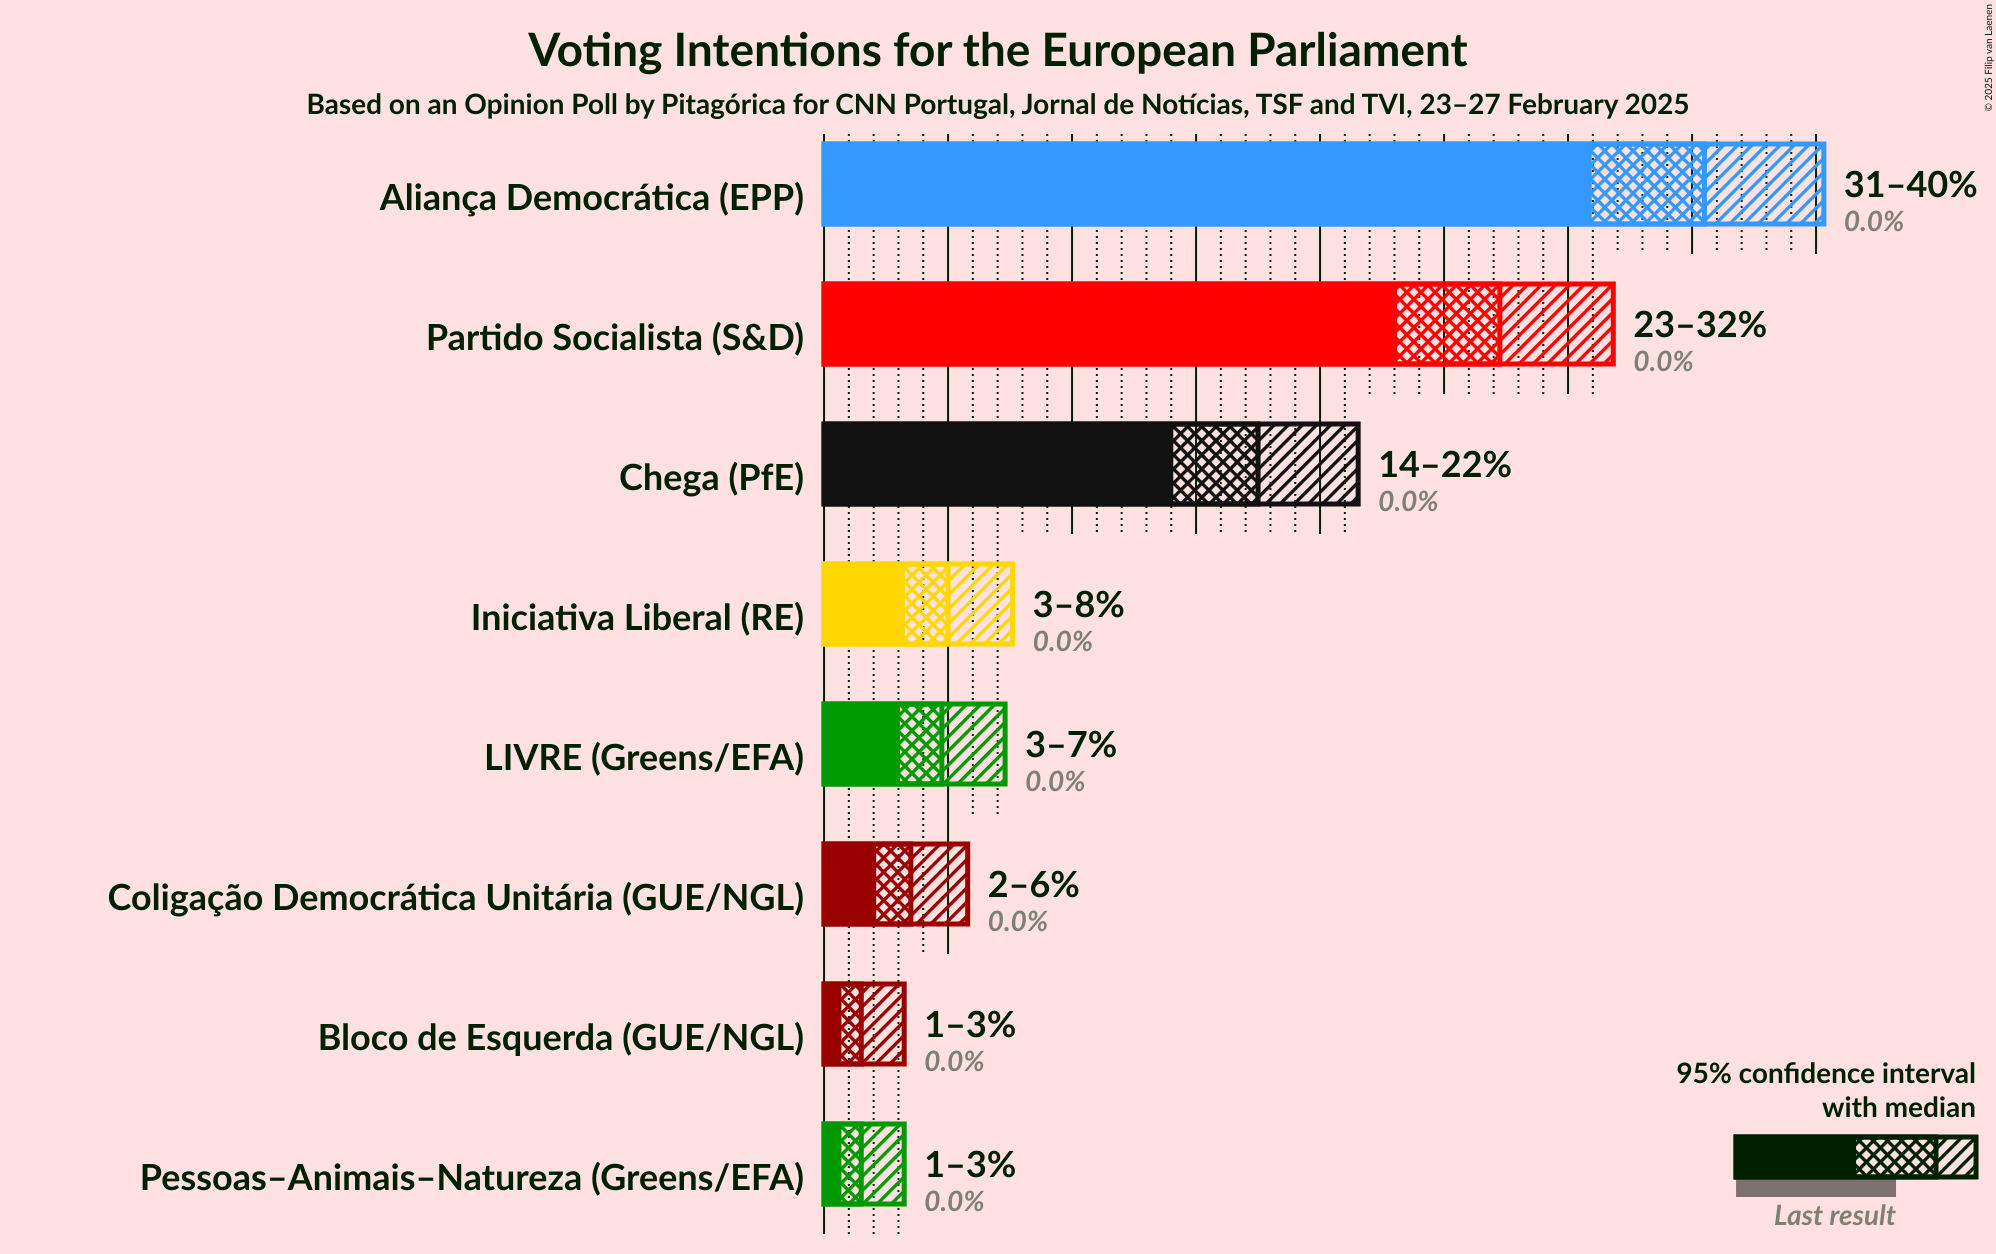 Voting Intentions for the European Parliament
Based on an Opinion Poll by Pitagórica for CNN Portugal, Jornal de Notícias, TSF and TVI, 23–27 February 2025
© 2025 Filip van Laenen
Aliança Democrática (EPP)
31–40%
0.0%
Partido Socialista (S&D)
23–32%
0.0%
Chega (PfE)
14–22%
0.0%
Iniciativa Liberal (RE)
3–8%
0.0%
LIVRE (Greens/EFA)
3–7%
0.0%
Coligação Democrática Unitária (GUE/NGL)
2–6%
0.0%
Bloco de Esquerda (GUE/NGL)
1–3%
0.0%
Pessoas–Animais–Natureza (Greens/EFA)
1–3%
0.0%
95% confidence interval
with median
Last result